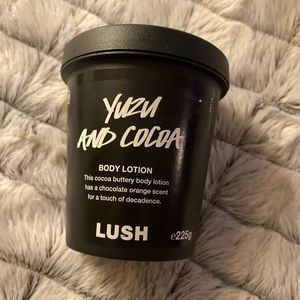 YUZU
AND COCOA
BODY LOTION
This cocoa buttery body lotion
has a chocolate orange scent
for a touch of decadence.
LUSH
e225g